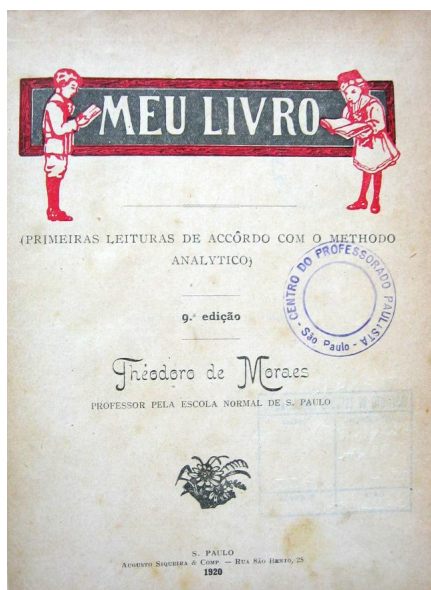 MEU LIVRO
(PRIMEIRAS LEITURAS DE ACCÔRDO COM O METHODO
ANALYTICO)
9.ª edição
Théodoro de Moraes
PROFESSOR PELA ESCOLA NORMAL DE S. PAULO
CENTRO DO PROFESSORADO PAULISTA
- São Paulo -
S. PAULO
AUGUSTO SIQUEIRA & COMP — RUA SÃO BENTO, 25
1920